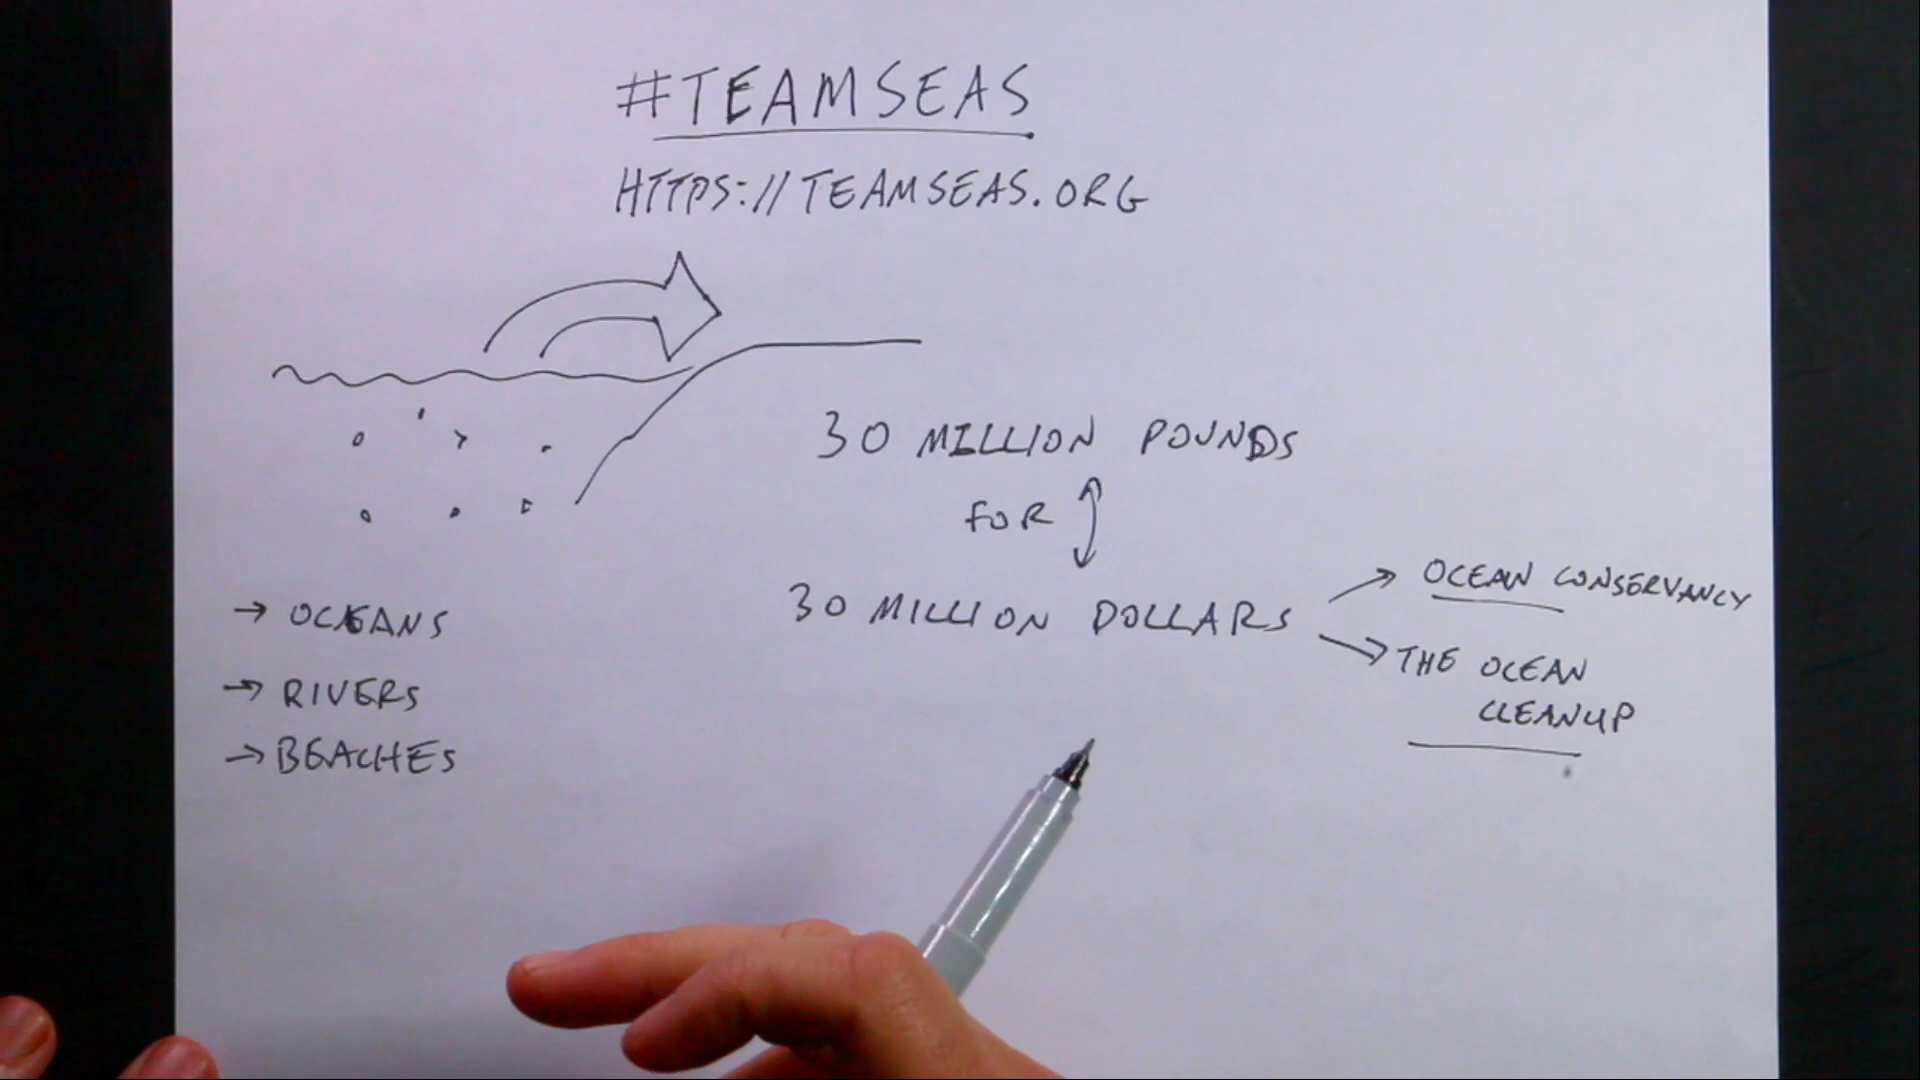 #TEAMSEAS
HTTPS://TEAMSEAS.ORG
30 MILLION POUNDS
FOR
30 MILLION DOLLARS
OCEAN CONSERVANCY
THE OCEAN
CLEANUP
→ OCEANS
→ RIVERS
→ BEACHES